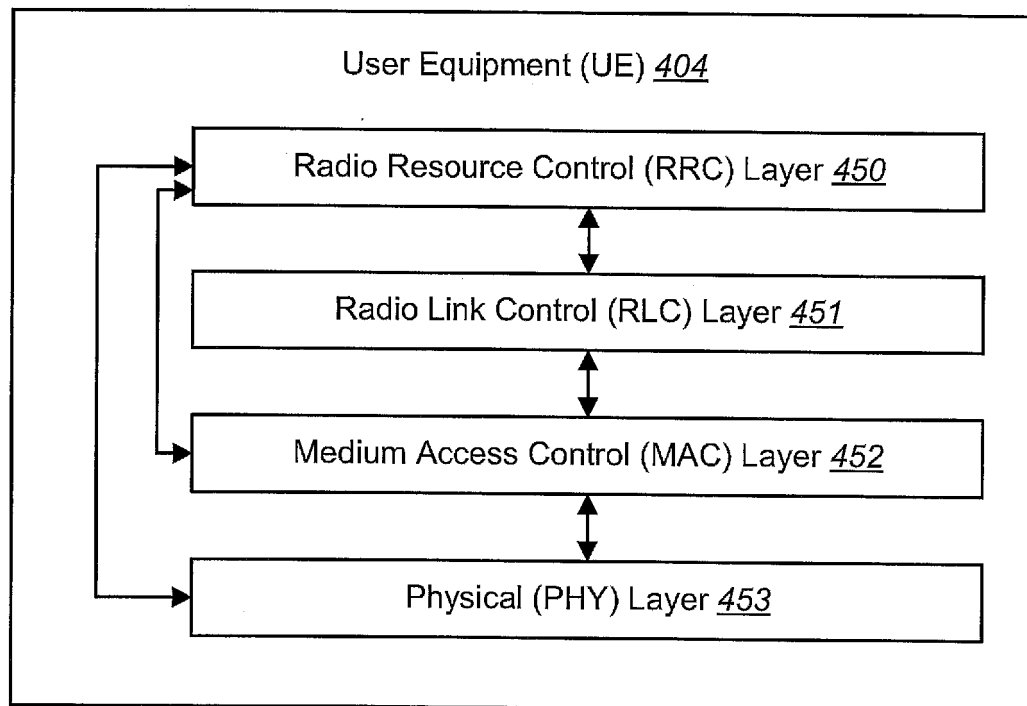 User Equipment (UE) 404
Radio Resource Control (RRC) Layer 450
Radio Link Control (RLC) Layer 451
Medium Access Control (MAC) Layer 452
Physical (PHY) Layer 453